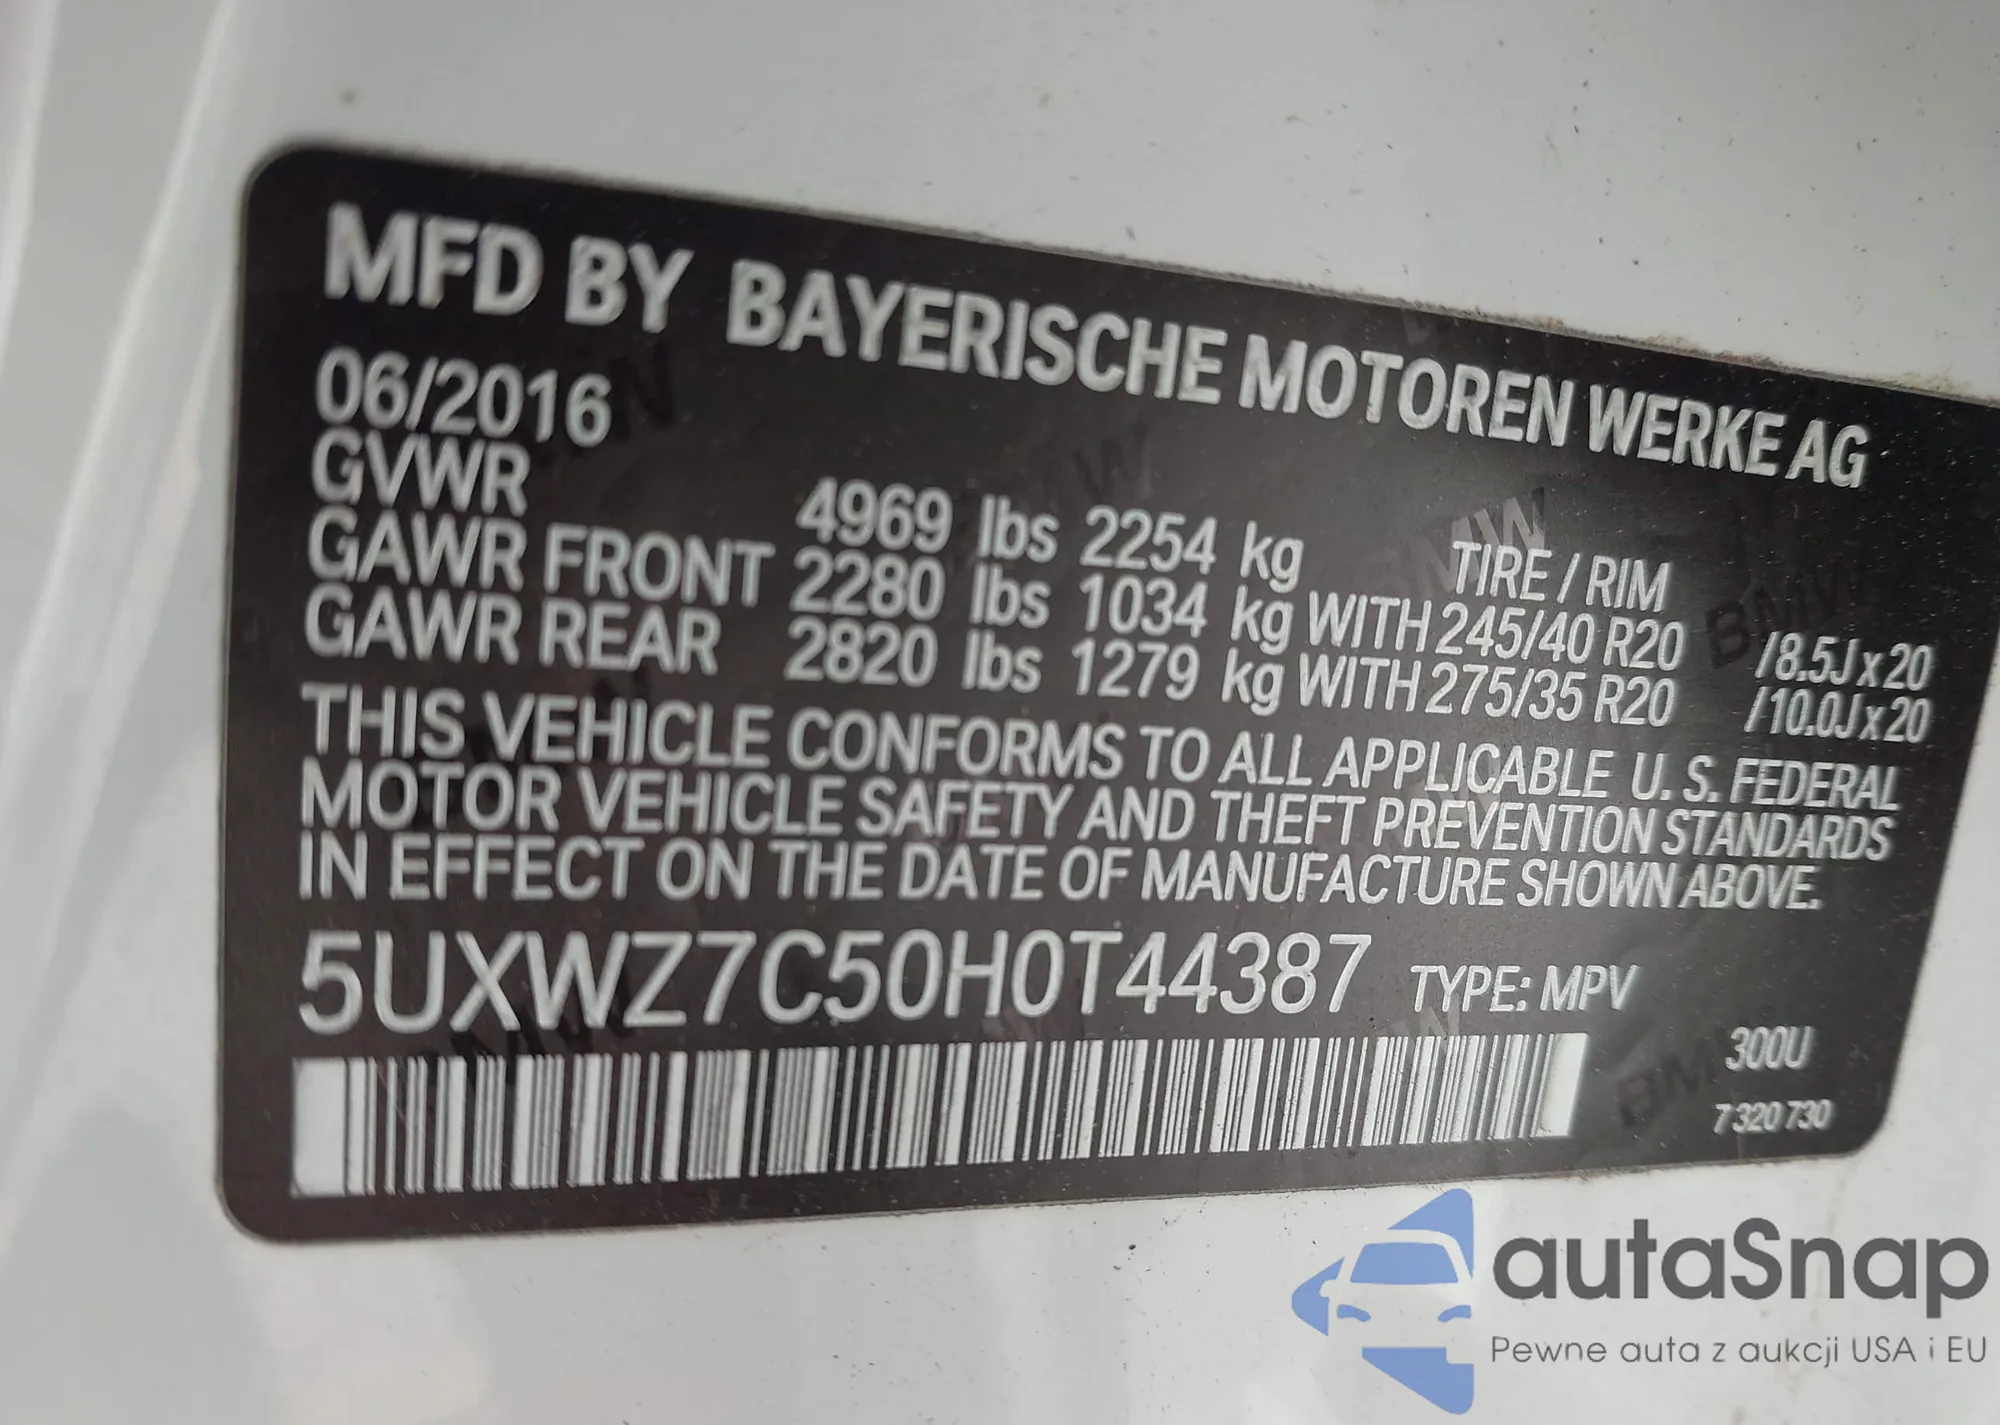 MFD BY BAYERISCHE MOTOREN WERKE AG
06/2016
GVWR 4969 lbs 2254 kg TIRE / RIM
GAWR FRONT 2280 lbs 1034 kg WITH 245/40 R20 /8.5J x 20
GAWR REAR 2820 lbs 1279 kg WITH 275/35 R20 /10.0J x 20
THIS VEHICLE CONFORMS TO ALL APPLICABLE U. S. FEDERAL
MOTOR VEHICLE SAFETY AND THEFT PREVENTION STANDARDS
IN EFFECT ON THE DATE OF MANUFACTURE SHOWN ABOVE.
5UXWZ7C50H0T44387 TYPE: MPV
300U
7 320 730
autaSnap
Pewne auta z aukcji USA i EU